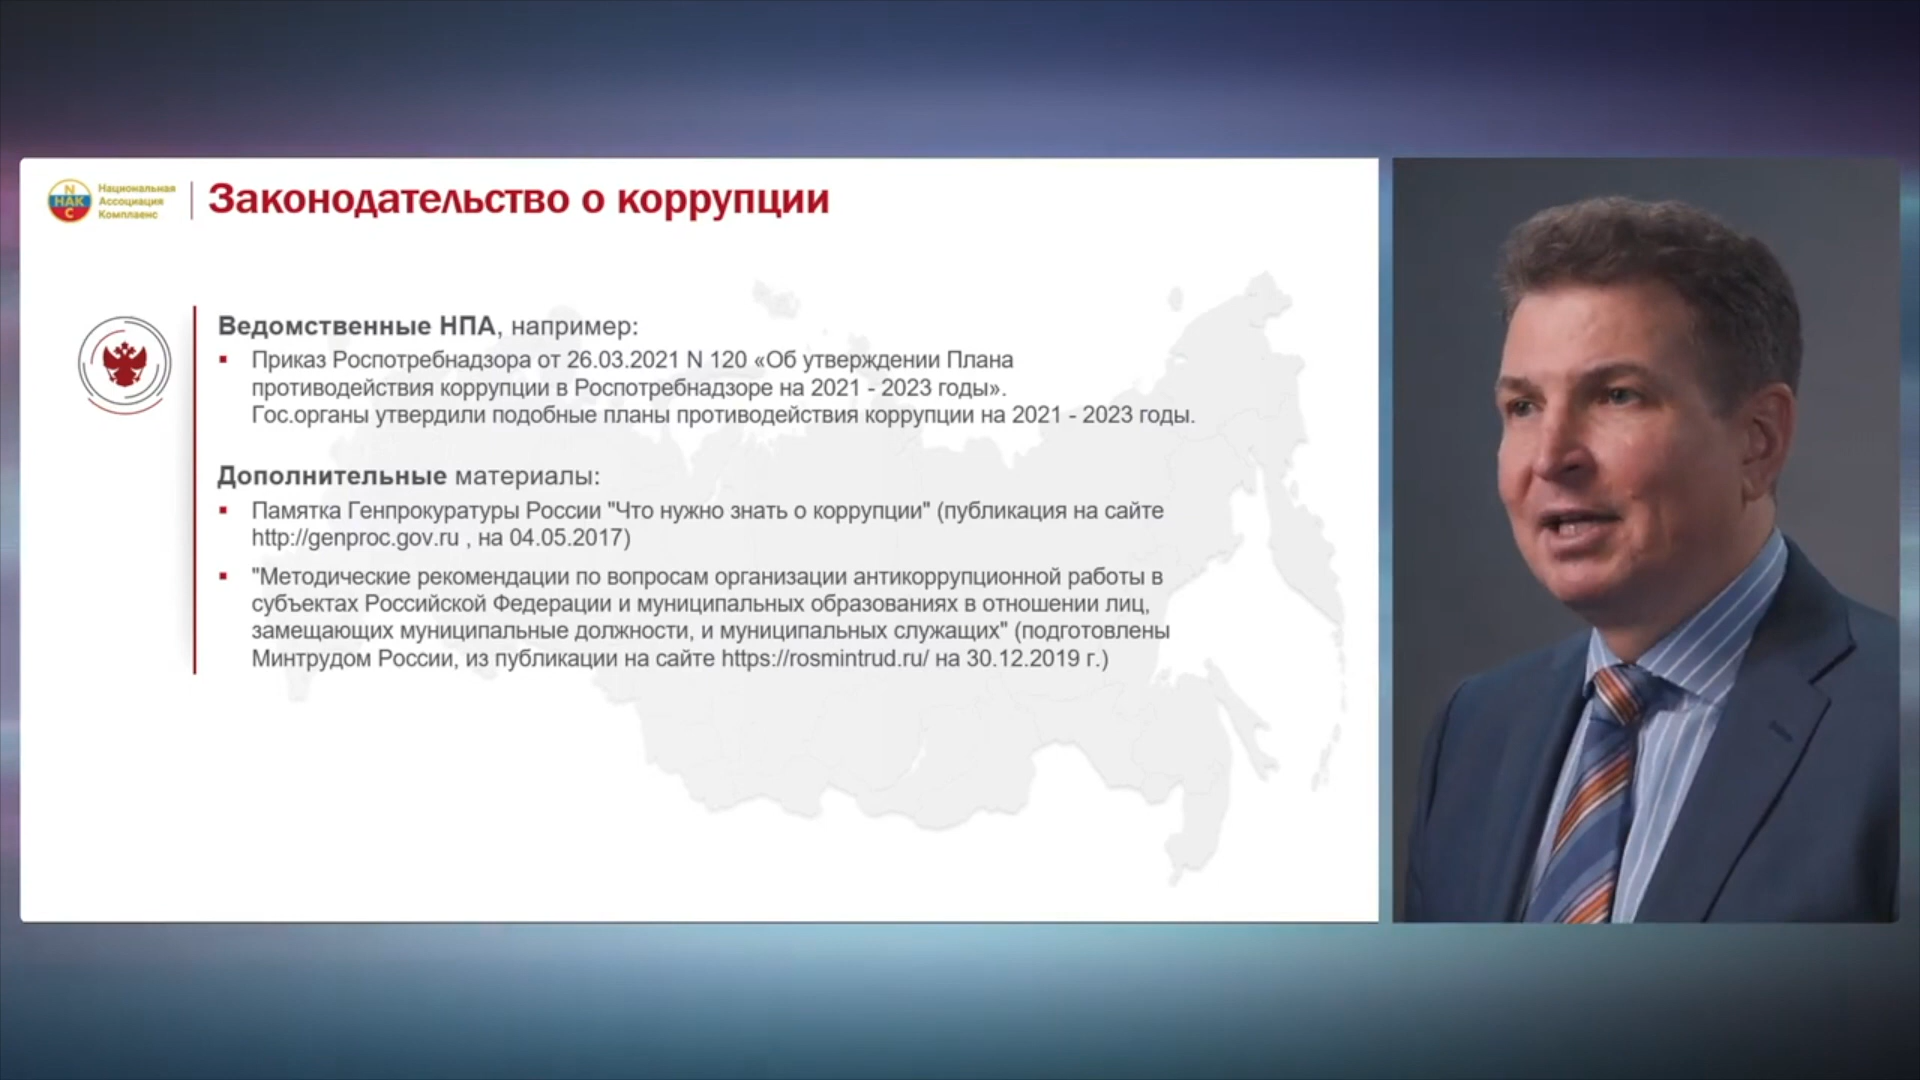 N
НАК
C
Национальная
Ассоциация
Комплаенс
Законодательство о коррупции
Ведомственные НПА, например:
Приказ Роспотребнадзора от 26.03.2021 N 120 «Об утверждении Плана
противодействия коррупции в Роспотребнадзоре на 2021 - 2023 годы».
Гос.органы утвердили подобные планы противодействия коррупции на 2021 - 2023 годы.
Дополнительные материалы:
Памятка Генпрокуратуры России "Что нужно знать о коррупции" (публикация на сайте
http://genproc.gov.ru , на 04.05.2017)
"Методические рекомендации по вопросам организации антикоррупционной работы в
субъектах Российской Федерации и муниципальных образованиях в отношении лиц,
замещающих муниципальные должности, и муниципальных служащих" (подготовлены
Минтрудом России, из публикации на сайте https://rosmintrud.ru/ на 30.12.2019 г.)